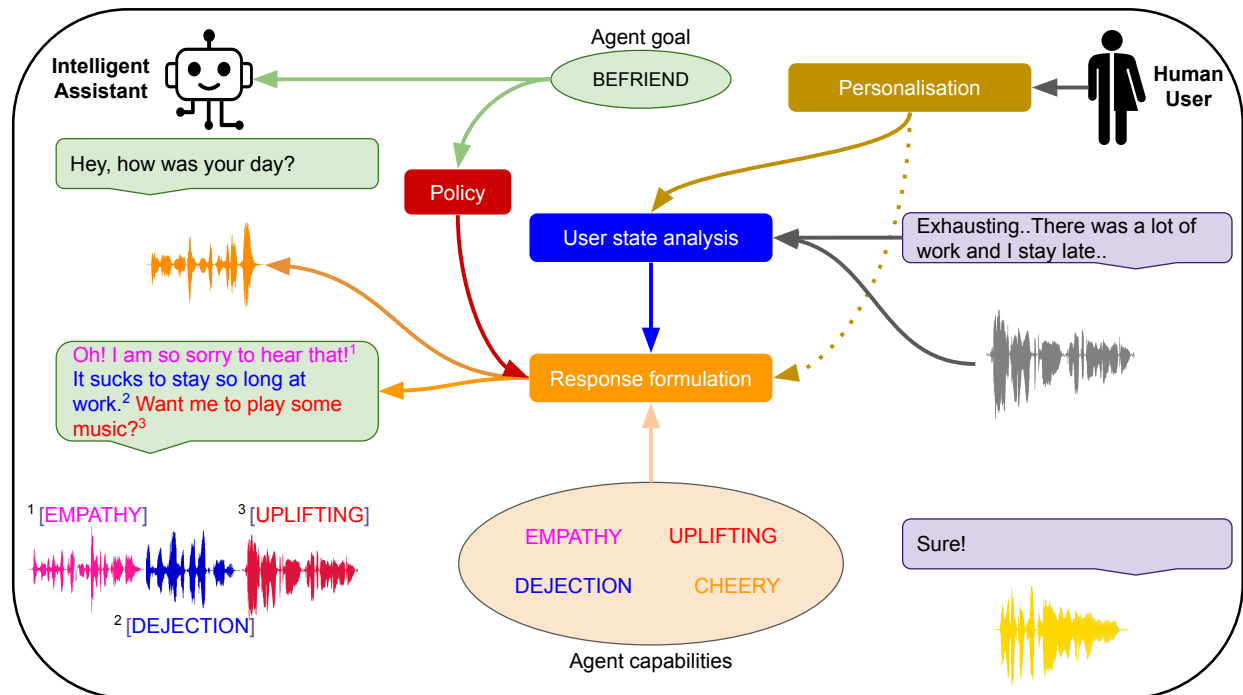 Agent goal
BEFRIEND
Intelligent
Assistant
Personalisation
Human
User
Hey, how was your day?
Policy
User state analysis
Exhausting..There was a lot of
work and I stay late..
Oh! I am so sorry to hear that!¹
It sucks to stay so long at
work.² Want me to play some
music?³
Response formulation
¹ [EMPATHY]
³ [UPLIFTING]
² [DEJECTION]
EMPATHY
UPLIFTING
DEJECTION
CHEERY
Agent capabilities
Sure!